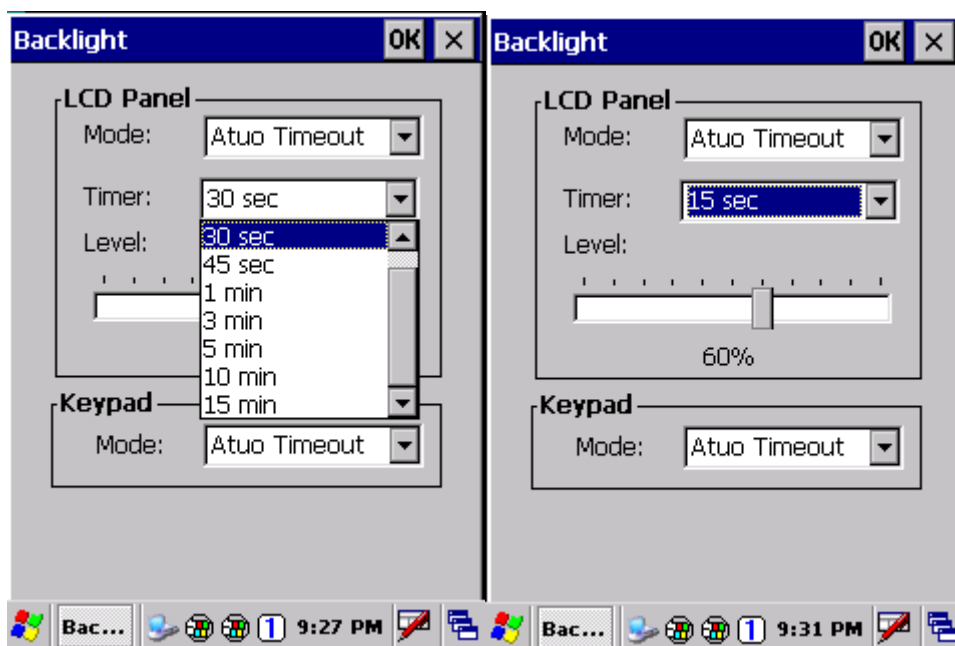 Backlight OK
LCD Panel
Mode: Atuo Timeout
Timer: 30 sec
30 sec
Level:
45 sec
1 min
3 min
5 min
10 min
15 min
Keypad
Mode: Atuo Timeout
Bac... 1 9:27 PM
Backlight OK
LCD Panel
Mode: Atuo Timeout
Timer: 15 sec
Level:
60%
Keypad
Mode: Atuo Timeout
Bac... 1 9:31 PM